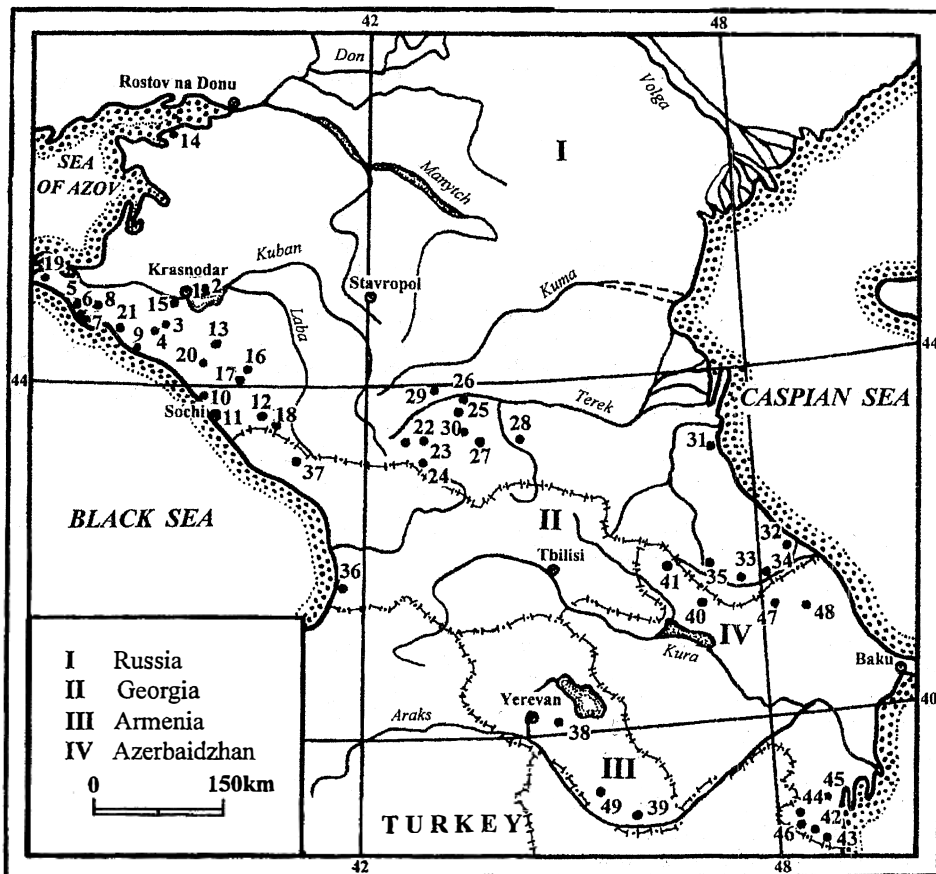 42 48
Don
Rostov na Donu
Volga
14
I
SEA
OF AZOV
Manytch
19
Kuban
Krasnodar
1 2
Stavropol
Kuma
5 6 8
15
7
21
3
13
Laba
9 4
44
20
16
17
44
26
29
10
Terek
CASPIAN SEA
Sochi
11
12
18
25
22
30
28
31
23
27
24
37
BLACK SEA
II
32
Tbilisi
33 34
35
36
41
40
47
48
IV
Kura
Baku
I Russia
II Georgia
III Armenia
IV Azerbaidzhan
0 150km
Yerevan
40
Araks
38
III
49 39
45
44
42
46
43
TURKEY
42 48